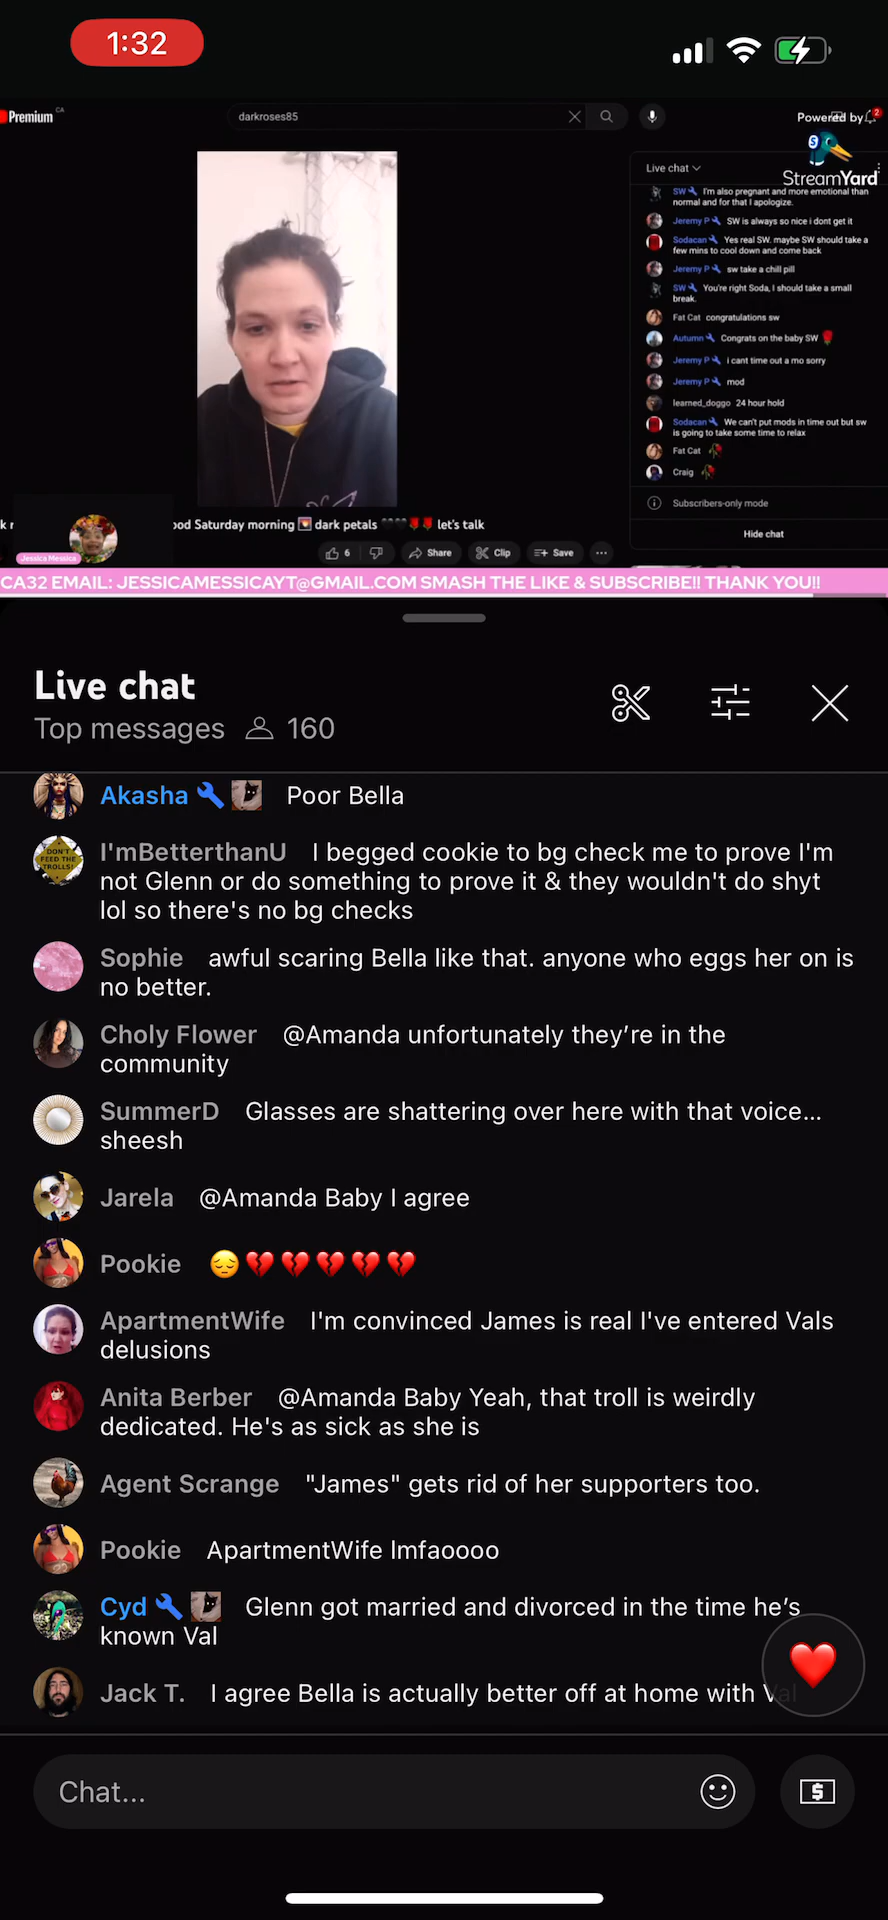 1:32
Premium CA
darkroses85
Powered by
2
StreamYard
Live chat
SW I'm also pregnant and more emotional than
normal and for that I apologize.
Jeremy P SW is always so nice i dont get it
Sodacan Yes real SW. maybe SW should take a
few mins to cool down and come back
Jeremy P sw take a chill pill
SW You're right Soda, I should take a small
break.
Fat Cat congratulations sw
Autumn Congrats on the baby SW 🌹
Jeremy P i cant time out a mo sorry
Jeremy P mod
learned_doggo 24 hour hold
Sodacan We can't put mods in time out but sw
is going to take some time to relax
Fat Cat 🥀
Craig 🥀
Subscribers-only mode
Hide chat
k r
ood Saturday morning 🌅 dark petals 🖤🖤🌹🌹 let's talk
6
Share
Clip
Save
Jessica Messica
CA32 EMAIL: JESSICAMESSICAYT@GMAIL.COM SMASH THE LIKE & SUBSCRIBE!! THANK YOU!!
Live chat
Top messages 160
Akasha Poor Bella
DON'T
FEED THE
TROLLS!
I'mBetterthanU I begged cookie to bg check me to prove I'm
not Glenn or do something to prove it & they wouldn't do shyt
lol so there's no bg checks
Sophie awful scaring Bella like that. anyone who eggs her on is
no better.
Choly Flower @Amanda unfortunately they’re in the
community
SummerD Glasses are shattering over here with that voice...
sheesh
Jarela @Amanda Baby I agree
Pookie 😔💔💔💔💔💔
ApartmentWife I'm convinced James is real I've entered Vals
delusions
Anita Berber @Amanda Baby Yeah, that troll is weirdly
dedicated. He's as sick as she is
Agent Scrange "James" gets rid of her supporters too.
Pookie ApartmentWife lmfaoooo
Cyd Glenn got married and divorced in the time he’s
known Val
Jack T. I agree Bella is actually better off at home with Val
Chat...